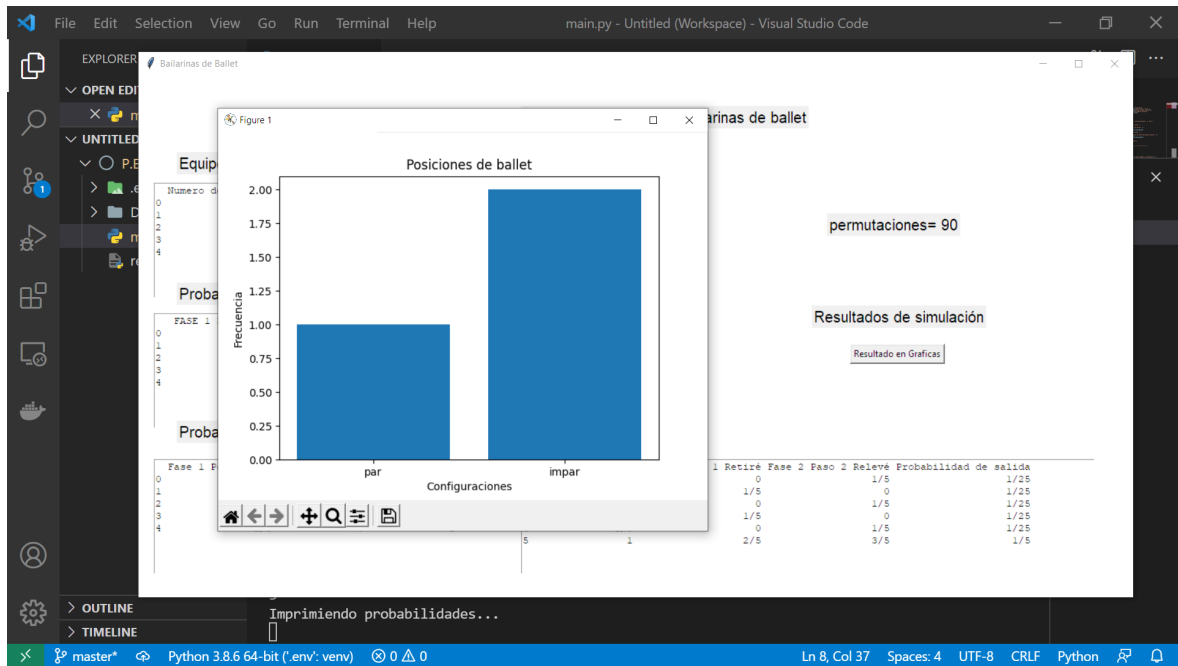 File Edit Selection View Go Run Terminal Help main.py - Untitled (Workspace) - Visual Studio Code
EXPLORER
Bailarinas de Ballet
OPEN EDI
UNTITLED
P.E
1
Figure 1
arinas de ballet
Equip
Numero d
0
1
2
3
4
Proba
FASE 1
0
1
2
3
4
Proba
Posiciones de ballet
2.00
1.75
1.50
1.25
1.00
0.75
0.50
0.25
0.00
Frecuencia
par impar
Configuraciones
permutaciones= 90
Resultados de simulación
Resultado en Graficas
Fase 1 P 1 Retiré Fase 2 Paso 2 Relevé Probabilidad de salida
0 0 1/5 1/25
1 1/5 0 1/25
2 0 1/5 1/25
3 1/5 0 1/25
4 0 1/5 1/25
5 1 2/5 3/5 1/5
OUTLINE
TIMELINE
Imprimiendo probabilidades...
master* Python 3.8.6 64-bit ('.env': venv) 0 0 Ln 8, Col 37 Spaces: 4 UTF-8 CRLF Python